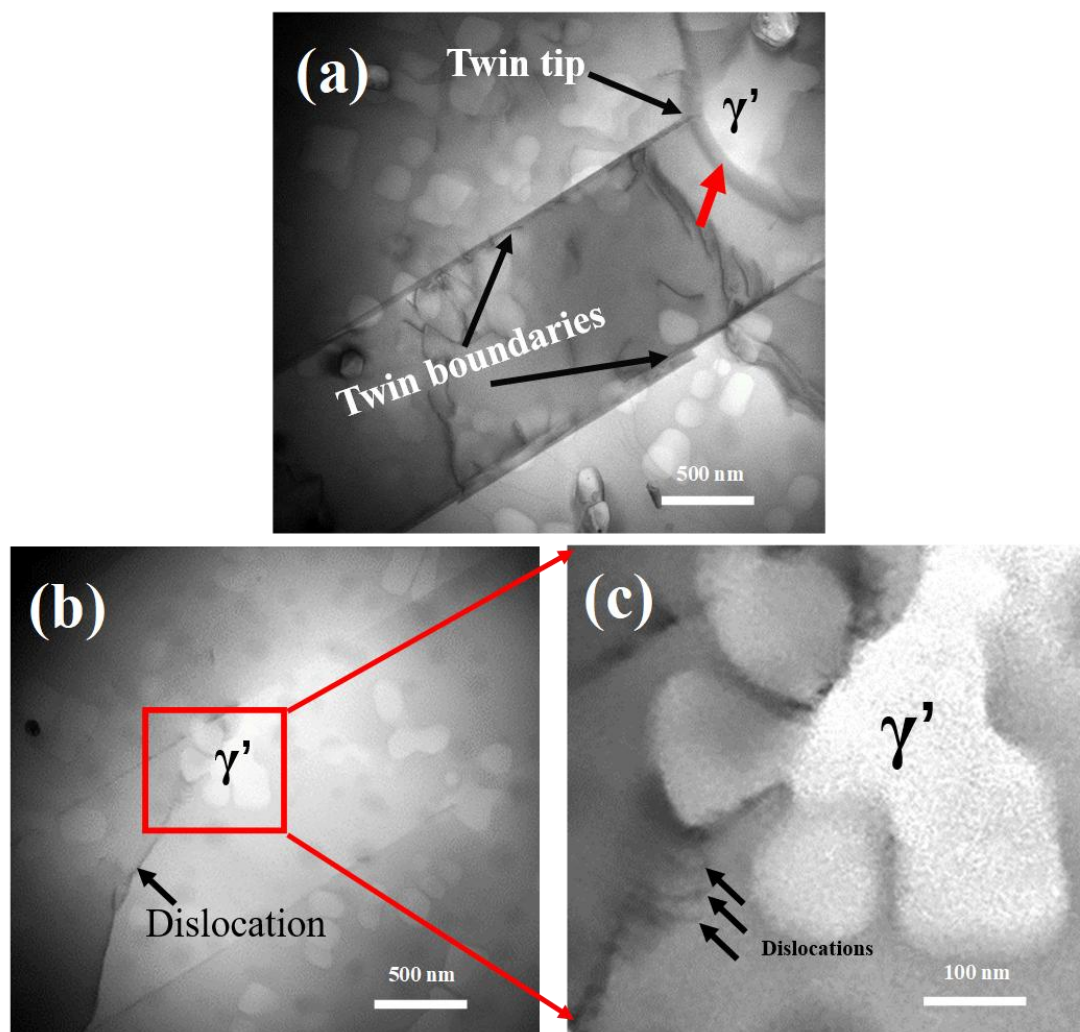 (a)
Twin tip
γ’
Twin boundaries
500 nm
(b)
γ’
Dislocation
500 nm
(c)
γ’
Dislocations
100 nm